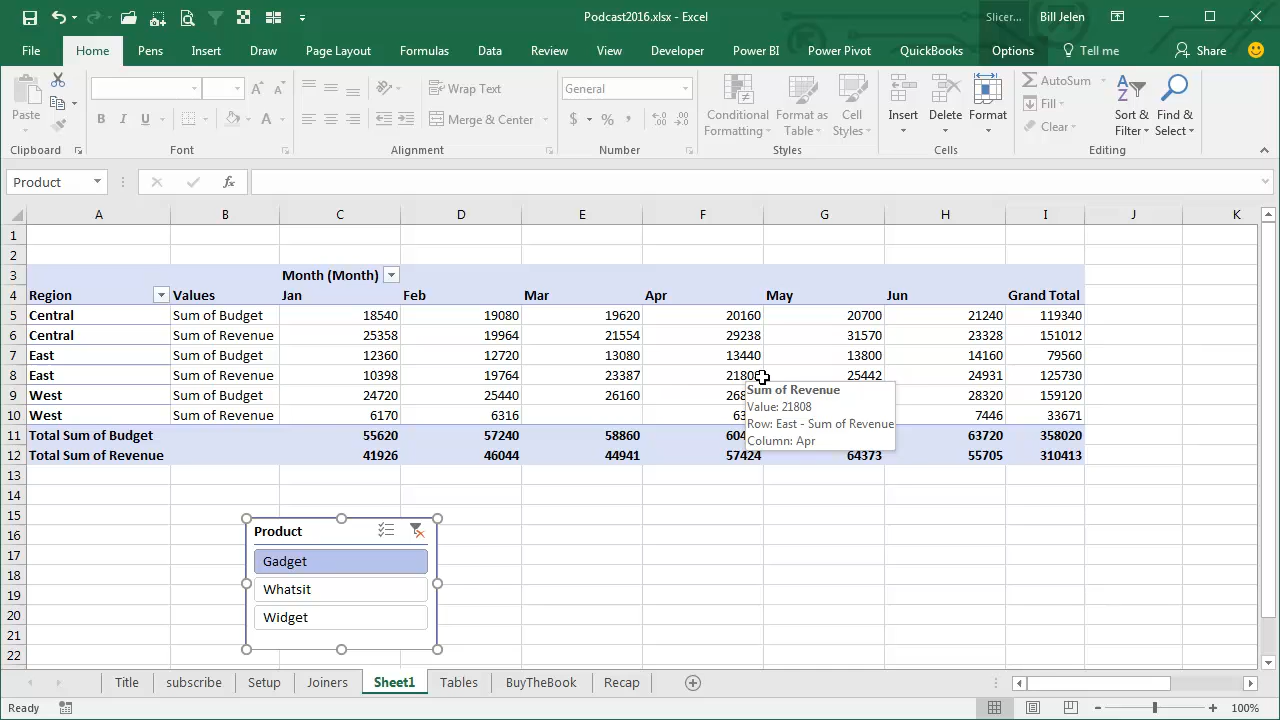 Podcast2016.xlsx - Excel
Slicer...
Bill Jelen
File Home Pens Insert Draw Page Layout Formulas Data Review View Developer Power BI Power Pivot QuickBooks Options Tell me Share
Paste
Clipboard
B I U
A A
A
Font
Wrap Text
Merge & Center
Alignment
General
$ % ,
Number
Conditional Formatting
Format as Table
Cell Styles
Styles
Insert
Delete
Format
Cells
AutoSum
Fill
Clear
Sort & Filter
Find & Select
Editing
Product
fx
A B C D E F G H I J K
1
2
3 Month (Month)
4 Region Values Jan Feb Mar Apr May Jun Grand Total
5 Central Sum of Budget 18540 19080 19620 20160 20700 21240 119340
6 Central Sum of Revenue 25358 19964 21554 29238 31570 23328 151012
7 East Sum of Budget 12360 12720 13080 13440 13800 14160 79560
8 East Sum of Revenue 10398 19764 23387 2180 25442 24931 125730
9 West Sum of Budget 24720 25440 26160 268 28320 159120
10 West Sum of Revenue 6170 6316 63 7446 33671
11 Total Sum of Budget 55620 57240 58860 604 63720 358020
12 Total Sum of Revenue 41926 46044 44941 57424 64373 55705 310413
Sum of Revenue
Value: 21808
Row: East - Sum of Revenue
Column: Apr
13
14
15
16
17
18
19
20
21
22
Product
Gadget
Whatsit
Widget
Title subscribe Setup Joiners Sheet1 Tables BuyTheBook Recap
Ready
100%